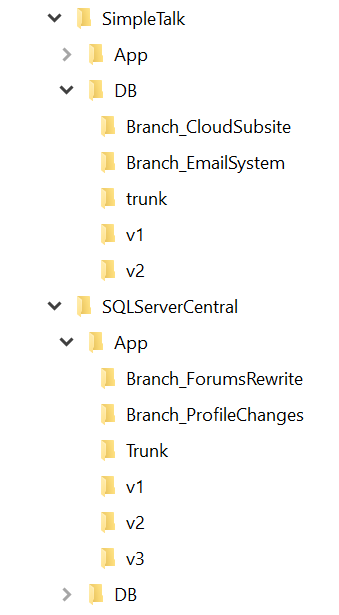 SimpleTalk
App
DB
Branch_CloudSubsite
Branch_EmailSystem
trunk
v1
v2
SQLServerCentral
App
Branch_ForumsRewrite
Branch_ProfileChanges
Trunk
v1
v2
v3
DB